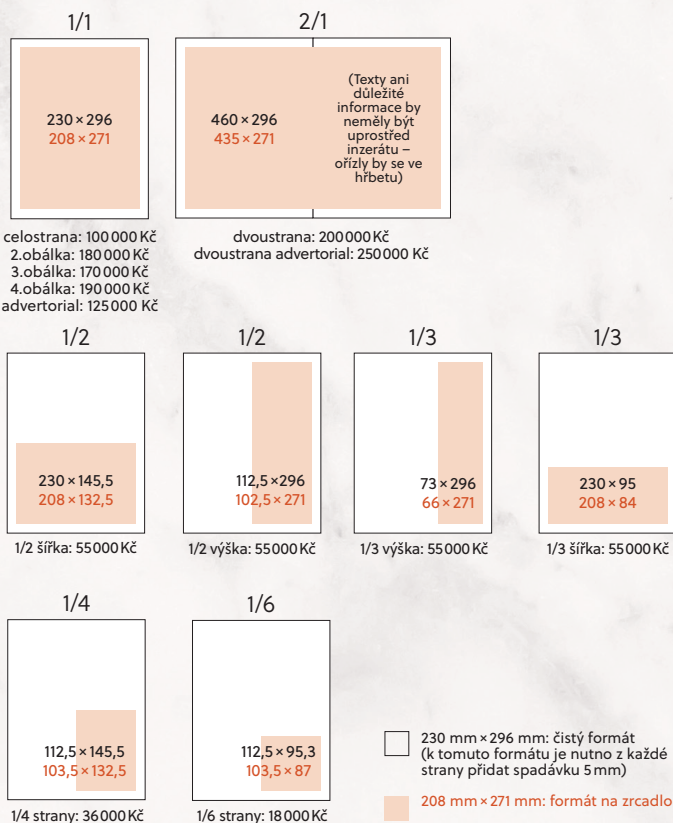 1/1
230 × 296
208 × 271
celostrana: 100 000 Kč
2.obálka: 180 000 Kč
3.obálka: 170 000 Kč
4.obálka: 190 000 Kč
advertorial: 125 000 Kč
2/1
460 × 296
435 × 271
(Texty ani
důležité
informace by
neměly být
uprostřed
inzerátu –
ořízly by se ve
hřbetu)
dvoustrana: 200 000 Kč
dvoustrana advertorial: 250 000 Kč
1/2
230 × 145,5
208 × 132,5
1/2 šířka: 55 000 Kč
1/2
112,5 × 296
102,5 × 271
1/2 výška: 55 000 Kč
1/3
73 × 296
66 × 271
1/3 výška: 55 000 Kč
1/3
230 × 95
208 × 84
1/3 šířka: 55 000 Kč
1/4
112,5 × 145,5
103,5 × 132,5
1/4 strany: 36 000 Kč
1/6
112,5 × 95,3
103,5 × 87
1/6 strany: 18 000 Kč
230 mm × 296 mm: čistý formát
(k tomuto formátu je nutno z každé
strany přidat spadávku 5 mm)
208 mm × 271 mm: formát na zrcadlo